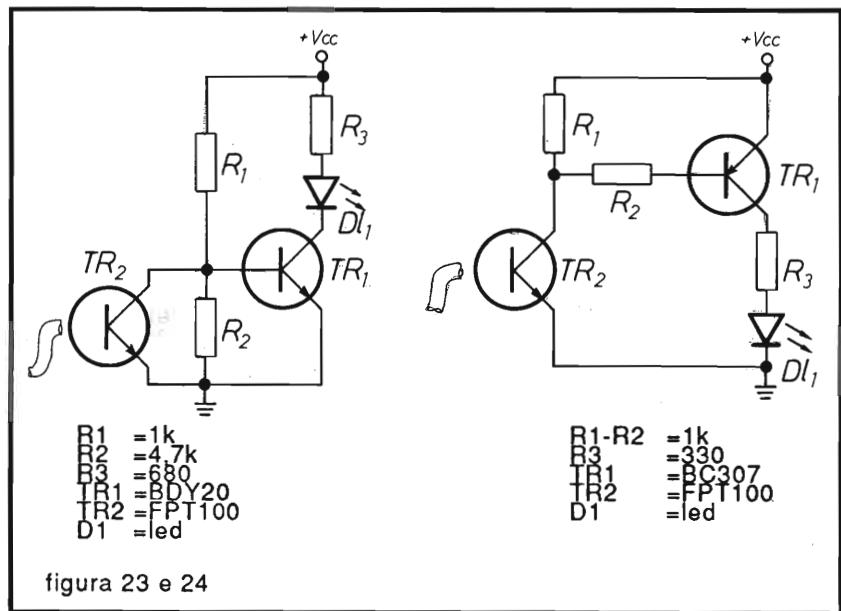 +Vcc
R1
R3
Dl1
TR2
TR1
R2
R1 =1k
R2 =4,7k
R3 =680
TR1 =BDY20
TR2 =FPT100
D1 =led
+Vcc
R1
TR1
R2
TR2
R3
Dl1
R1-R2 =1k
R3 =330
TR1 =BC307
TR2 =FPT100
D1 =led
figura 23 e 24